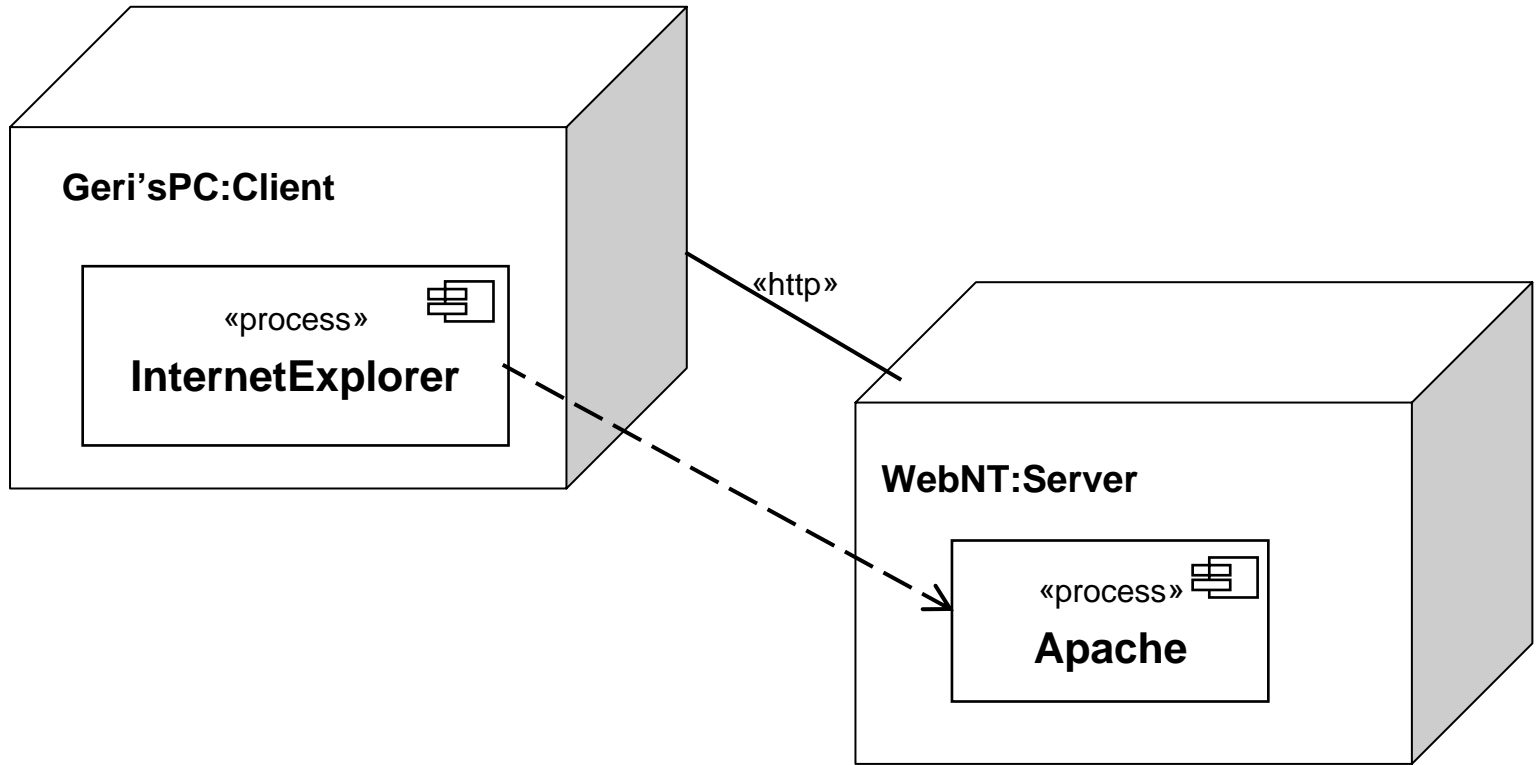 Geri’sPC:Client
«process»
InternetExplorer
«http»
WebNT:Server
«process»
Apache